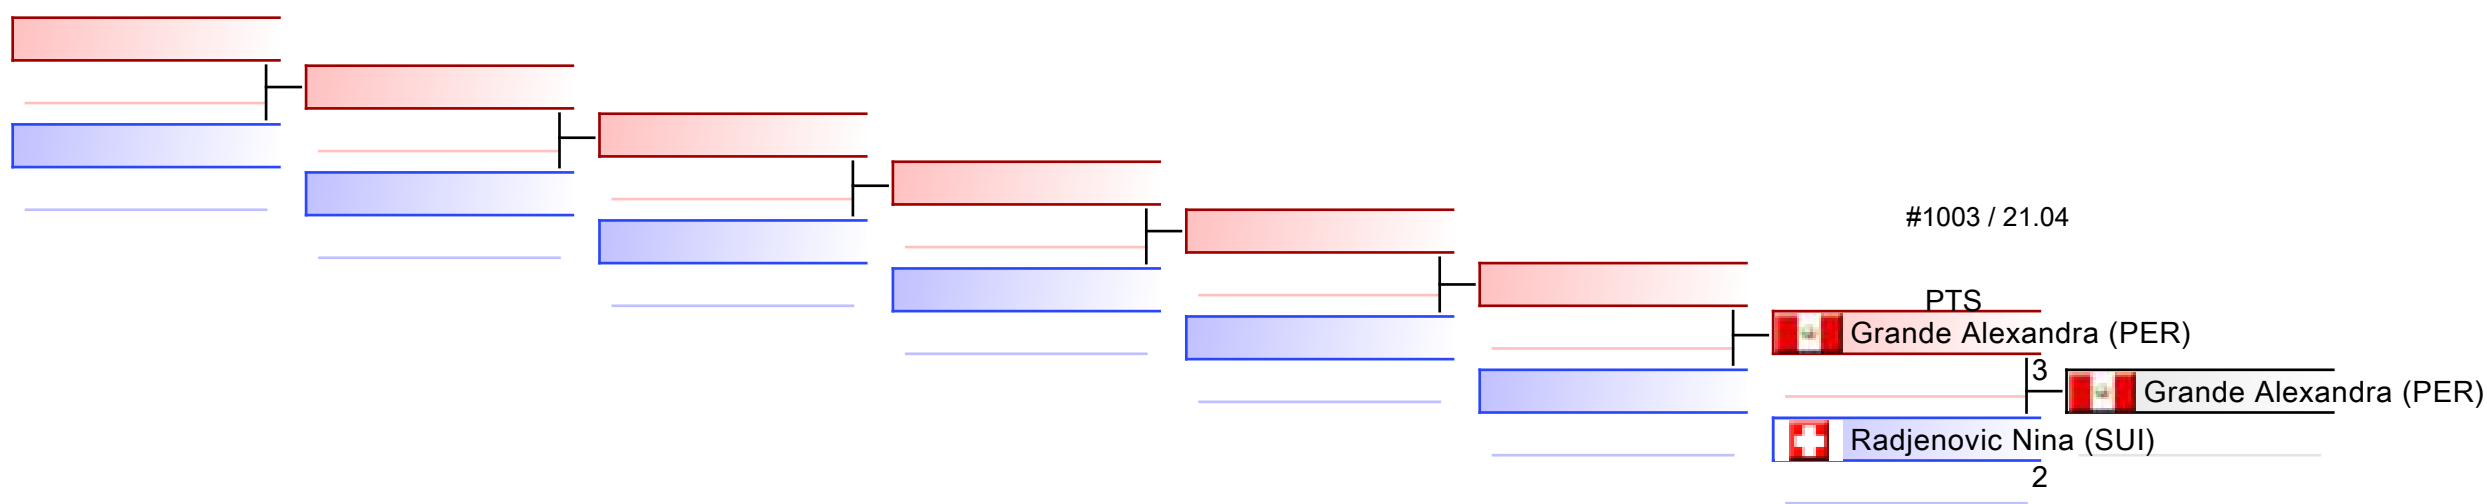 #1003 / 21.04
PTS
Grande Alexandra (PER)
3
Grande Alexandra (PER)
Radjenovic Nina (SUI)
2